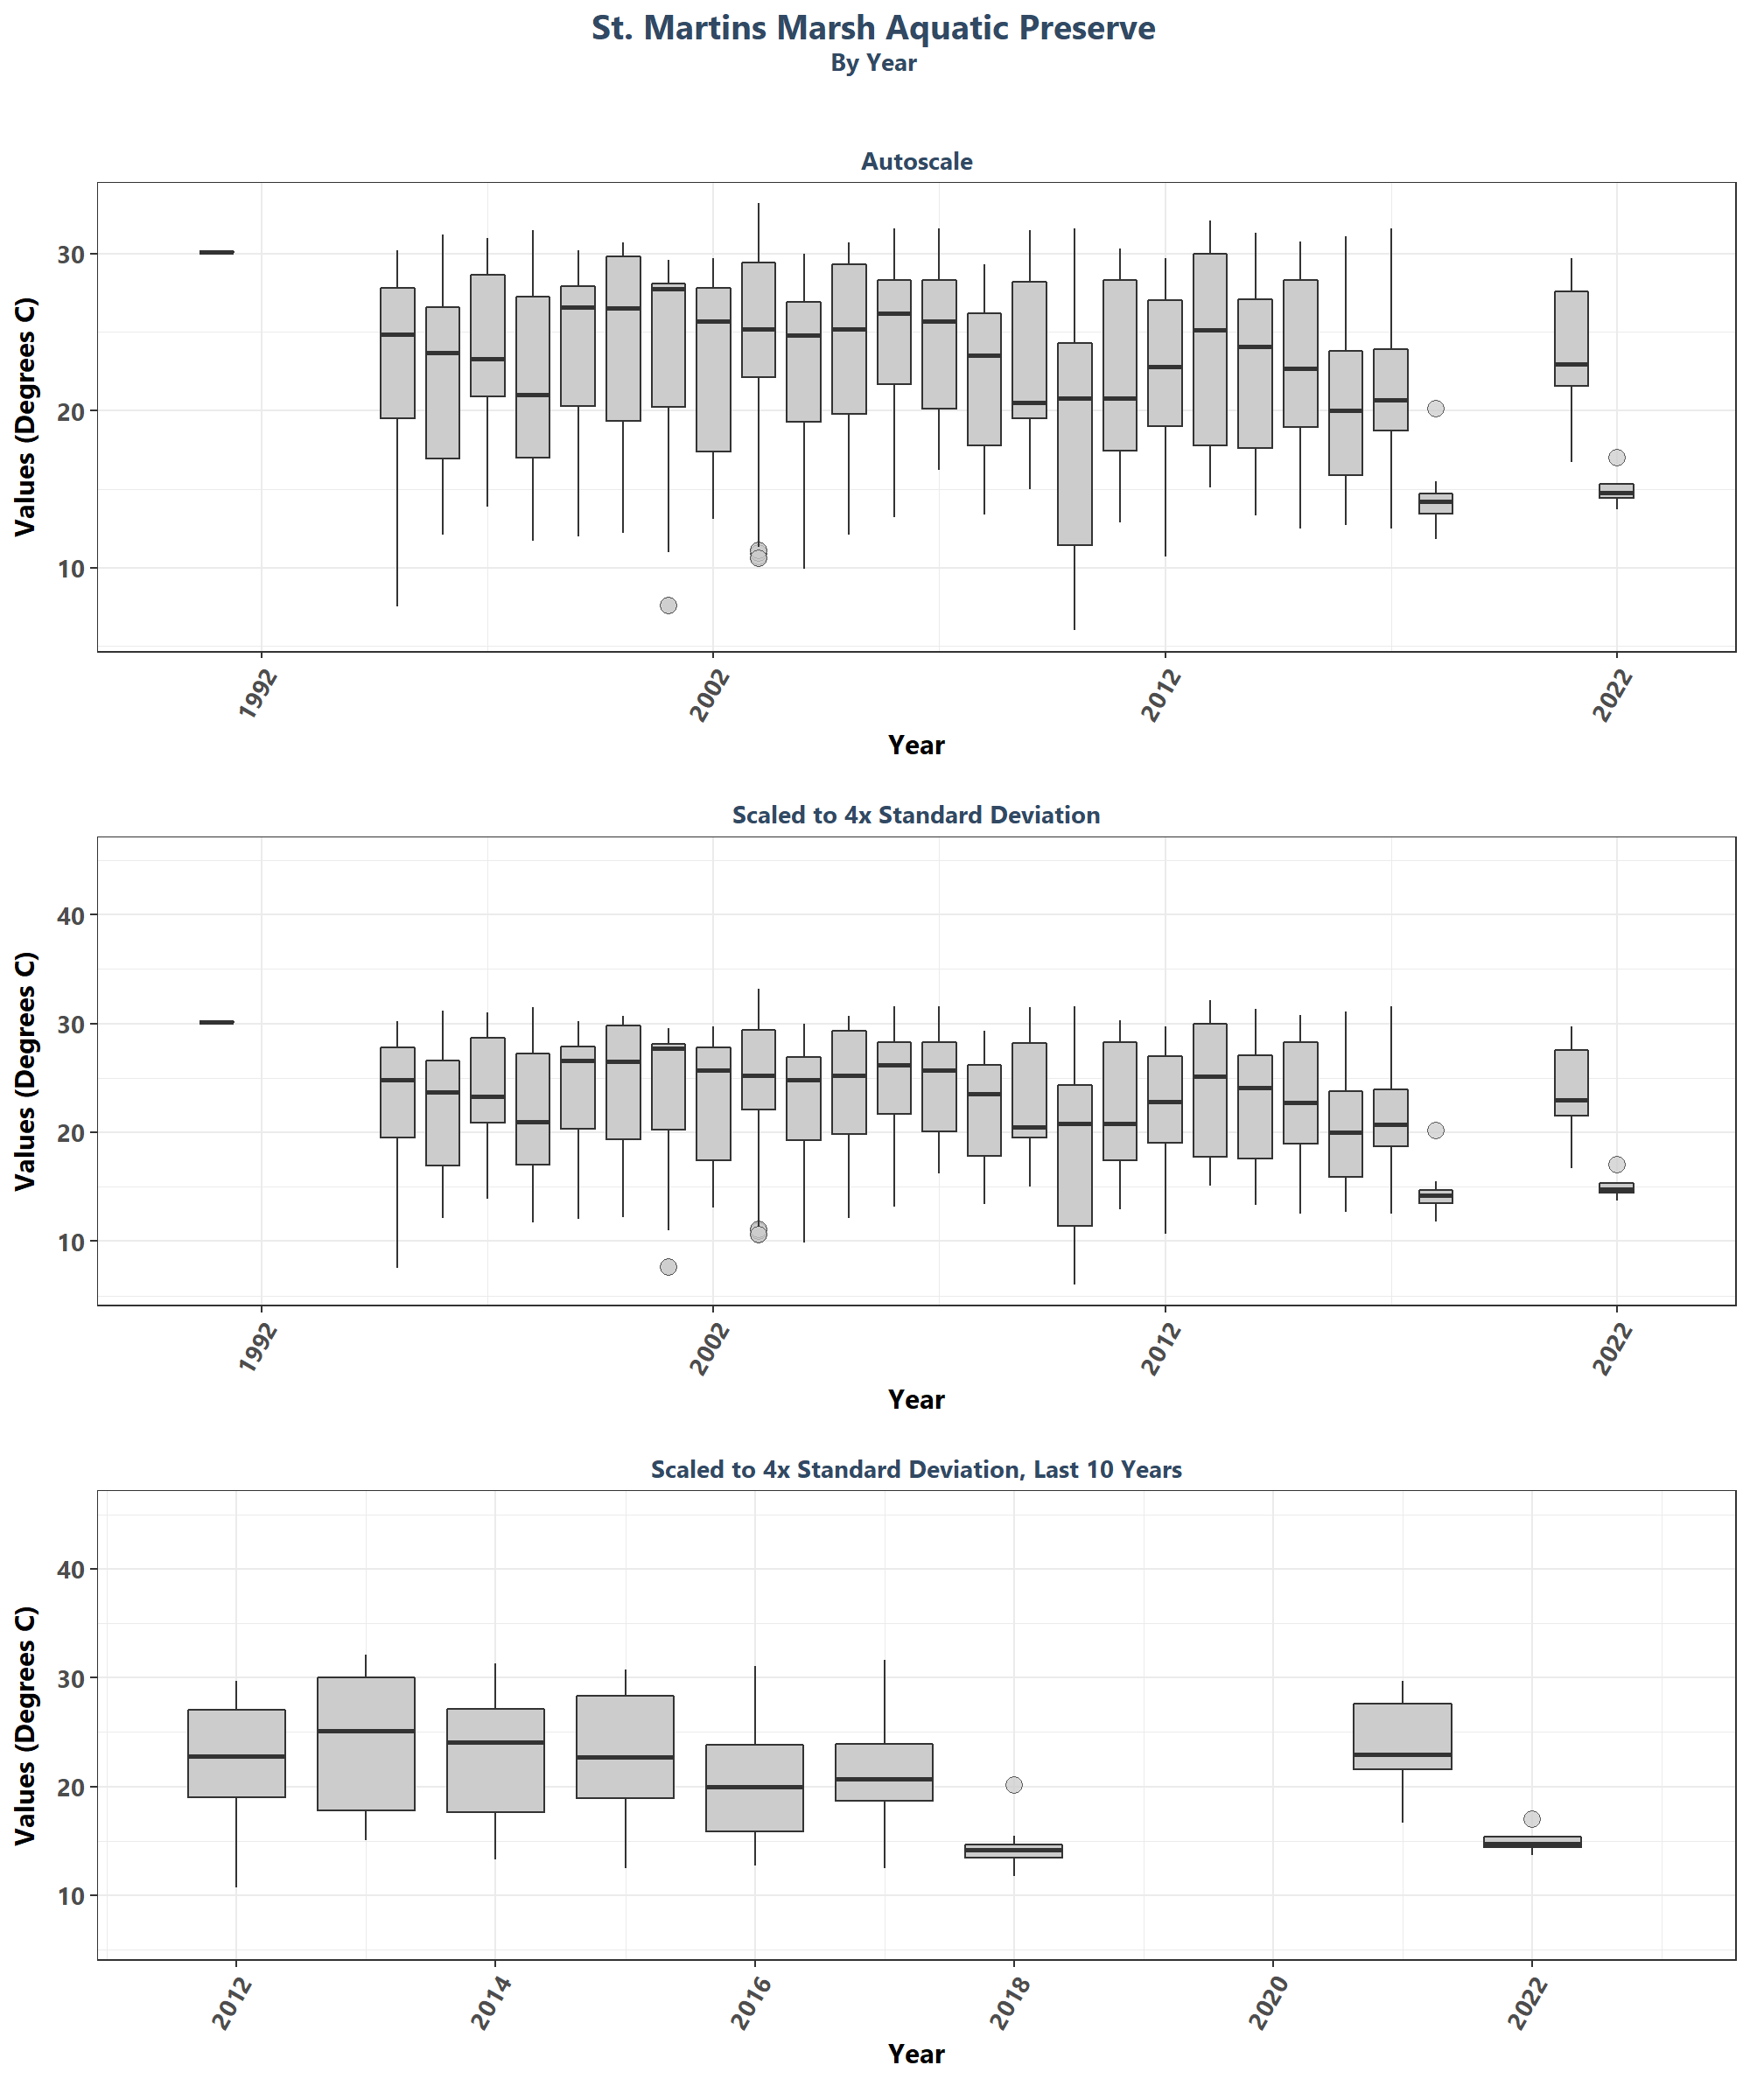 St. Martins Marsh Aquatic Preserve
By Year
Autoscale
Values (Degrees C)
30
20
10
1992
2002
2012
2022
Year
Scaled to 4x Standard Deviation
Values (Degrees C)
40
30
20
10
1992
2002
2012
2022
Year
Scaled to 4x Standard Deviation, Last 10 Years
Values (Degrees C)
40
30
20
10
2012
2014
2016
2018
2020
2022
Year